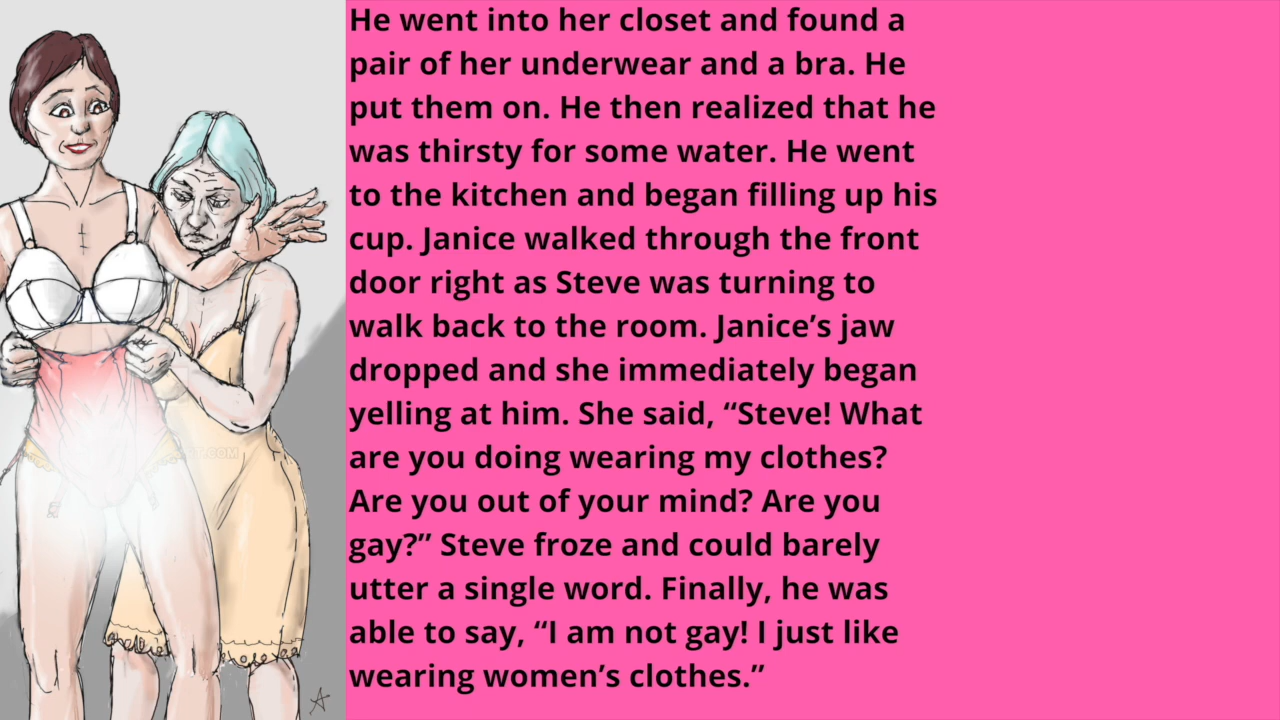 He went into her closet and found a
pair of her underwear and a bra. He
put them on. He then realized that he
was thirsty for some water. He went
to the kitchen and began filling up his
cup. Janice walked through the front
door right as Steve was turning to
walk back to the room. Janice’s jaw
dropped and she immediately began
yelling at him. She said, “Steve! What
are you doing wearing my clothes?
Are you out of your mind? Are you
gay?” Steve froze and could barely
utter a single word. Finally, he was
able to say, “I am not gay! I just like
wearing women’s clothes.”